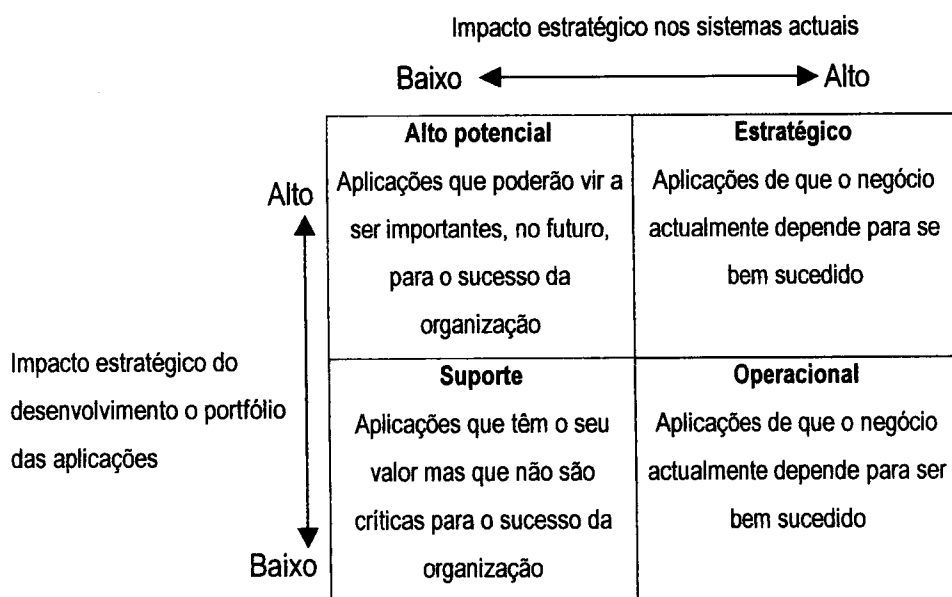 Impacto estratégico nos sistemas actuais
Baixo
Alto
Alto potencial
Aplicações que poderão vir a
ser importantes, no futuro,
para o sucesso da
organização
Estratégico
Aplicações de que o negócio
actualmente depende para se
bem sucedido
Alto
Impacto estratégico do
desenvolvimento o portfólio
das aplicações
Baixo
Suporte
Aplicações que têm o seu
valor mas que não são
críticas para o sucesso da
organização
Operacional
Aplicações de que o negócio
actualmente depende para ser
bem sucedido